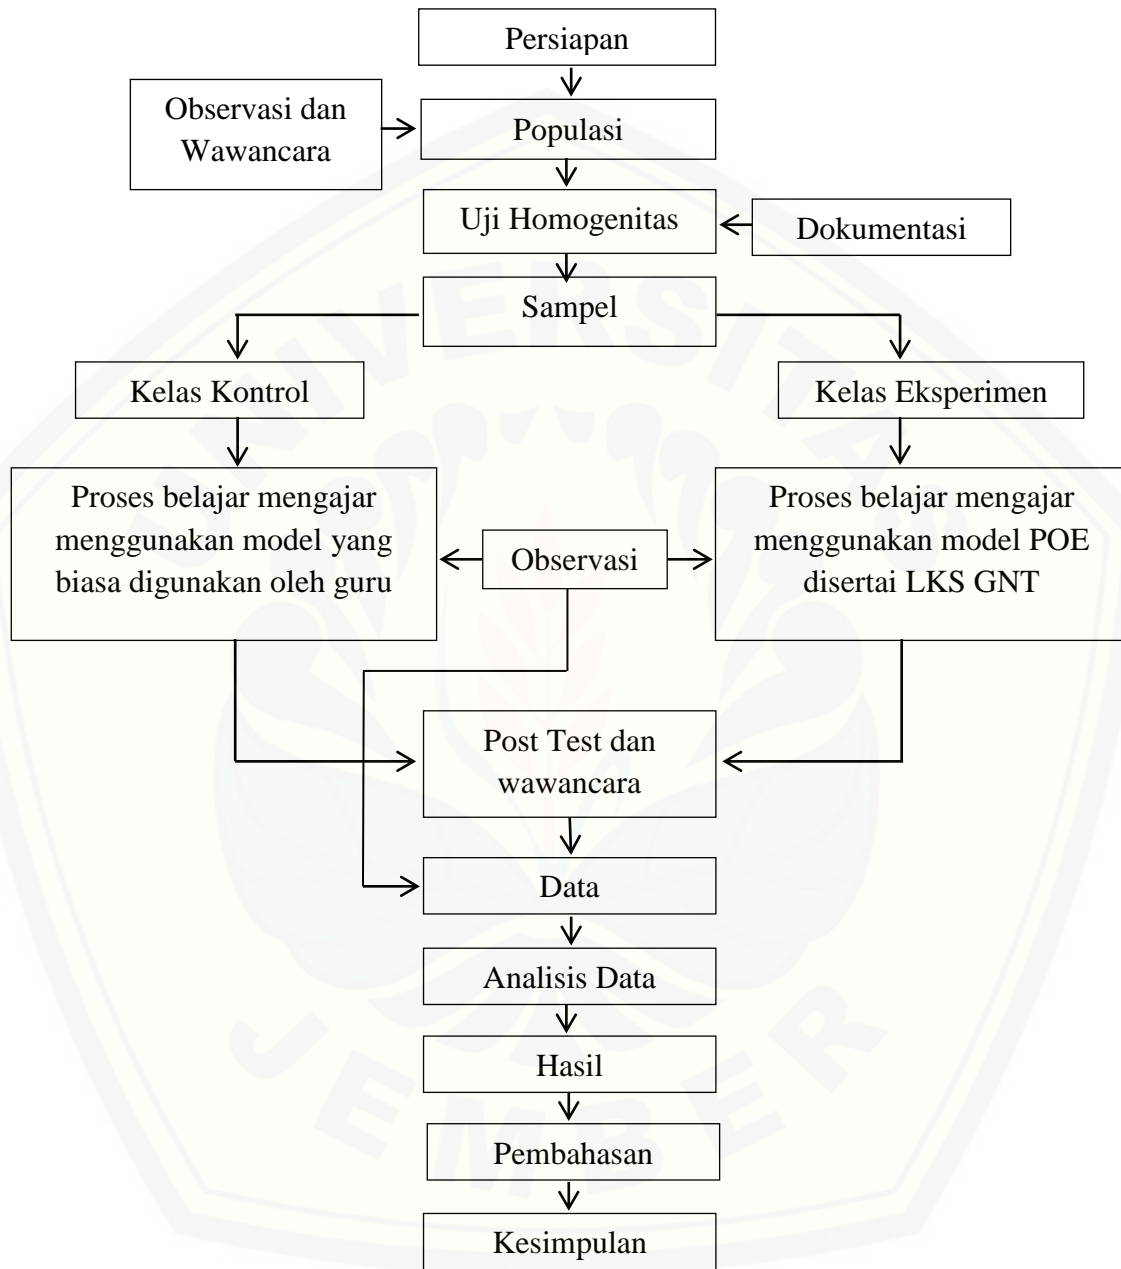 Persiapan
Observasi dan
Wawancara
Populasi
Uji Homogenitas
Dokumentasi
Sampel
Kelas Kontrol
Kelas Eksperimen
Proses belajar mengajar
menggunakan model yang
biasa digunakan oleh guru
Observasi
Proses belajar mengajar
menggunakan model POE
disertai LKS GNT
Post Test dan
wawancara
Data
Analisis Data
Hasil
Pembahasan
Kesimpulan
UNIVERSITAS
JEMBER